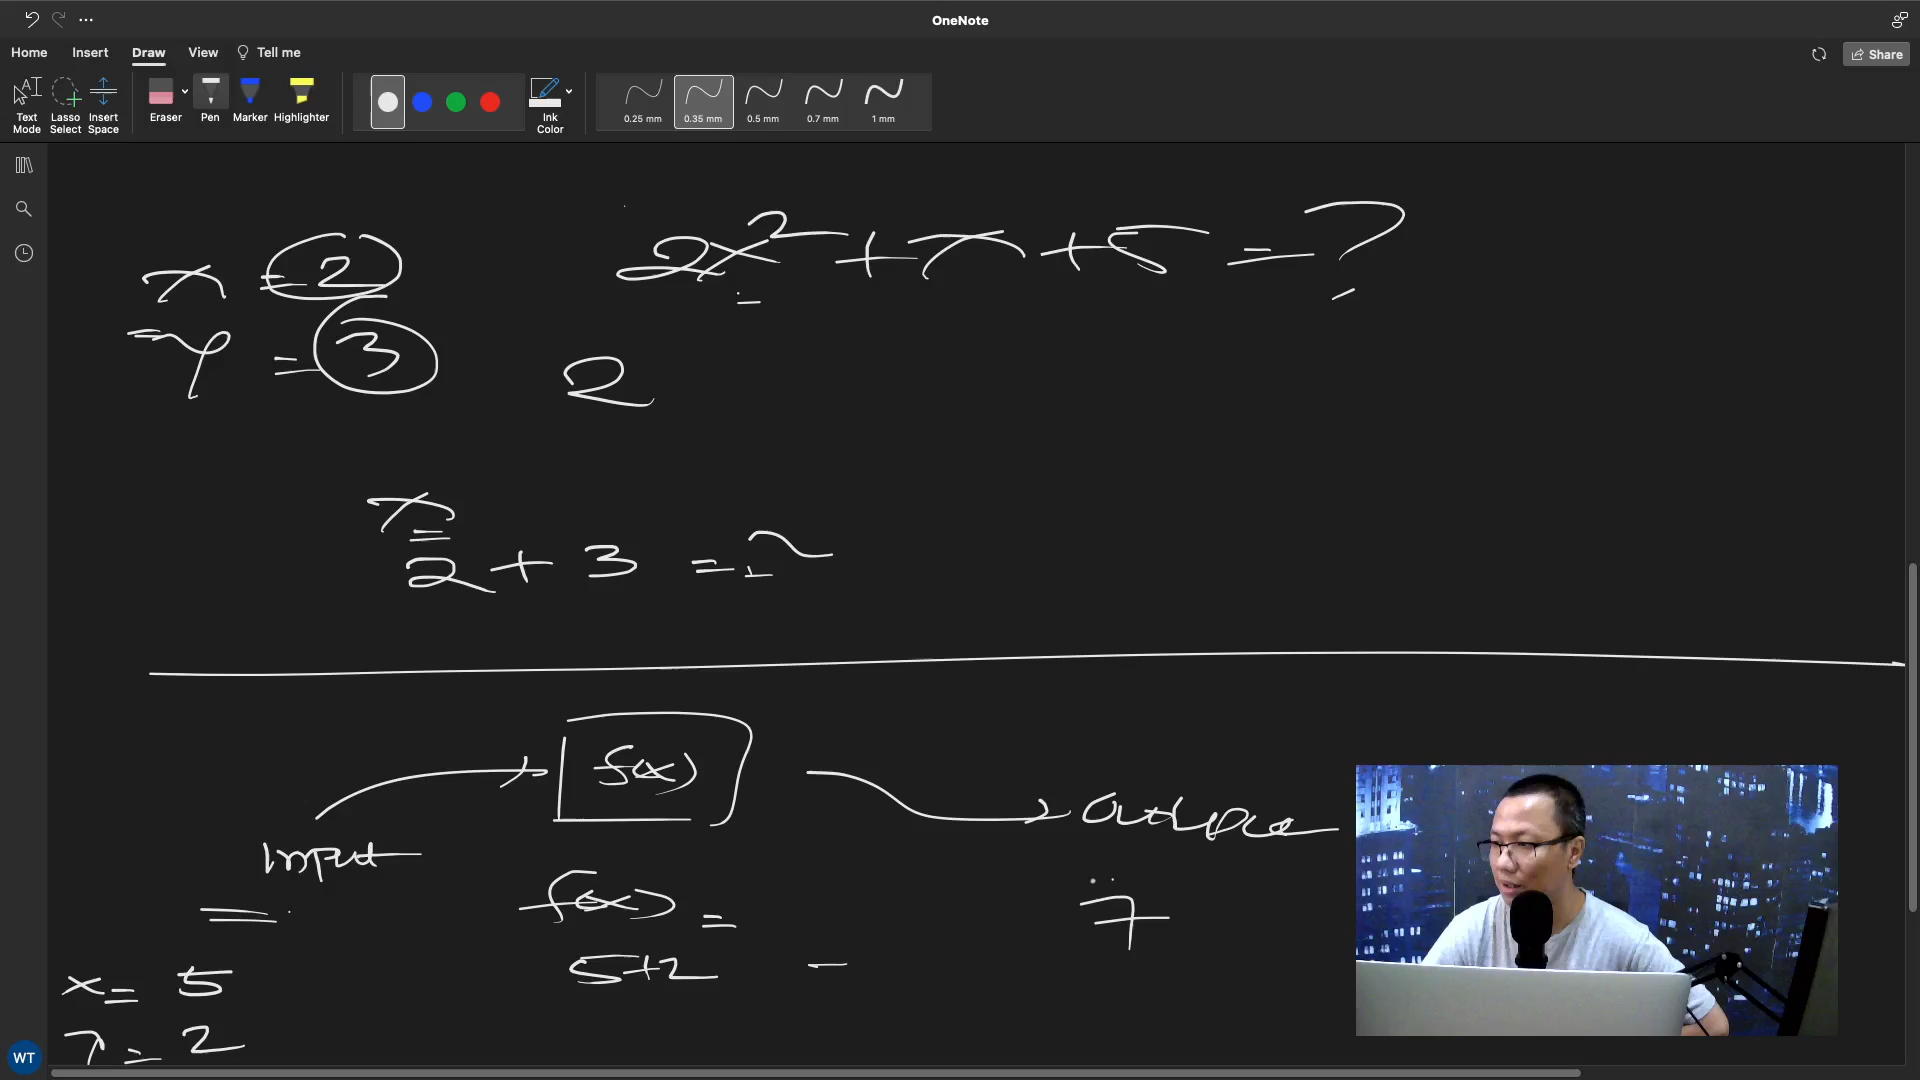 OneNote
Home Insert Draw View Tell me
Share
Text Mode
Lasso Select
Insert Space
Eraser
Pen
Marker
Highlighter
Ink Color
0.25 mm
0.35 mm
0.5 mm
0.7 mm
1 mm
x = 2
y = 3
2x² + x + 5 = ?
2
x =
2 + 3 =
f(x)
input
f(x) =
5+2
7
x = 5
2
WT